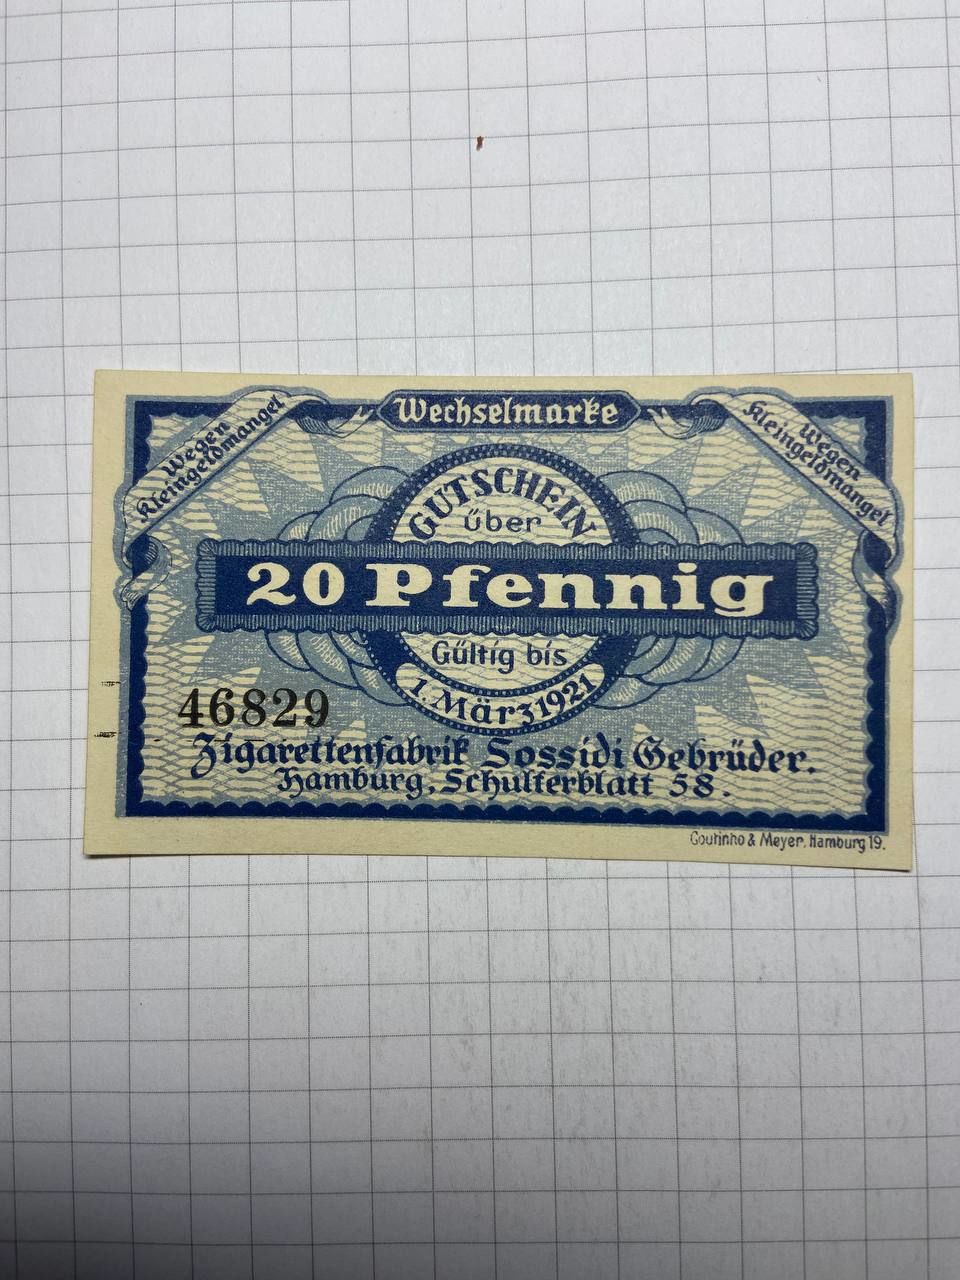 Wechselmarke
Wegen
Kleingeldmangel
Wegen
Kleingeldmangel
GUTSCHEIN
über
20 Pfennig
Gültig bis
1. März 1921
46829
Zigarettenfabrik Sossidi Gebrüder.
Hamburg, Schulterblatt 58.
Coutinho & Meyer, Hamburg 19.